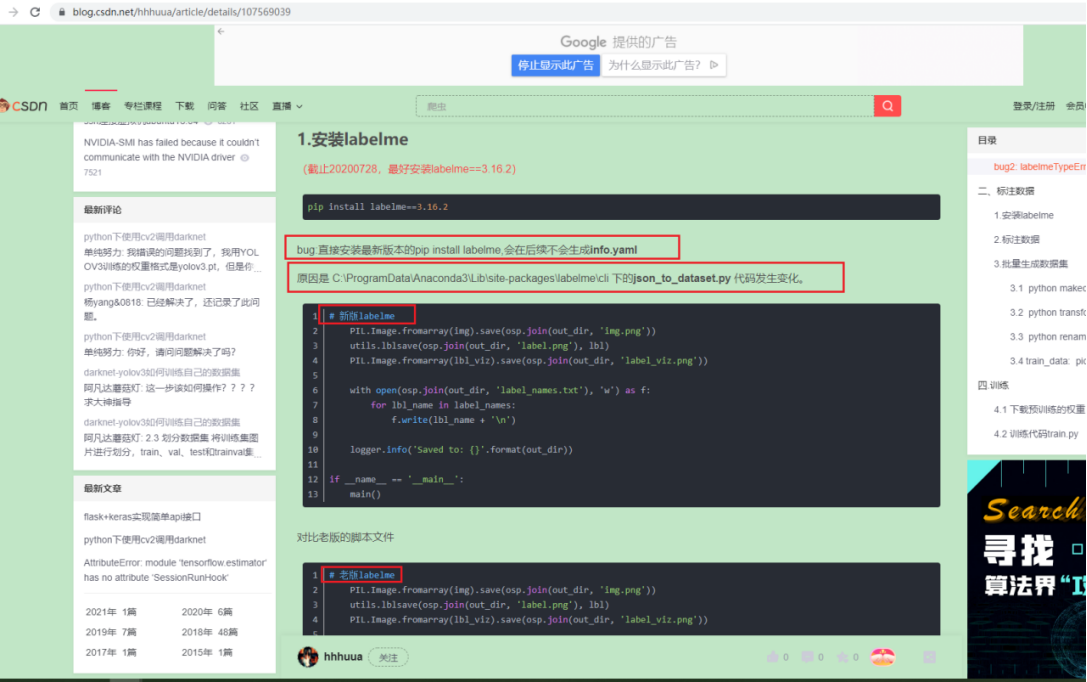 blog.csdn.net/hhhuua/article/details/107569039
Google 提供的广告
停止显示此广告
为什么显示此广告?
CSDN 首页 博客 专栏课程 下载 问答 社区 直播
爬虫
登录/注册 会员
NVIDIA-SMI has failed because it couldn't
communicate with the NVIDIA driver
7521
最新评论
python下使用cv2调用darknet
单纯努力: 我错误的问题找到了，我用YOL
OV3训练的权重格式是yolov3.pt，但是你...
python下使用cv2调用darknet
杨yang&0818: 已经解决了，还记录了此问
题。
python下使用cv2调用darknet
单纯努力: 你好，请问问题解决了吗?
darknet-yolov3如何训练自己的数据集
阿凡达蘑菇灯: 这一步该如何操作? ? ? ?
求大神指导
darknet-yolov3如何训练自己的数据集
阿凡达蘑菇灯: 2.3 划分数据集 将训练集图
片进行划分，train、val、test和trainval集...
最新文章
flask+keras实现简单api接口
python下使用cv2调用darknet
AttributeError: module 'tensorflow.estimator'
has no attribute 'SessionRunHook'
2021年 1篇 2020年 6篇
2019年 7篇 2018年 48篇
2017年 1篇 2015年 1篇
1.安装labelme
（截止20200728，最好安装labelme==3.16.2）
pip install labelme==3.16.2
bug:直接安装最新版本的pip install labelme,会在后续不会生成info.yaml
原因是 C:\ProgramData\Anaconda3\Lib\site-packages\labelme\cli 下的json_to_dataset.py 代码发生变化。
1 # 新版labelme
2 PIL.Image.fromarray(img).save(osp.join(out_dir, 'img.png'))
3 utils.lblsave(osp.join(out_dir, 'label.png'), lbl)
4 PIL.Image.fromarray(lbl_viz).save(osp.join(out_dir, 'label_viz.png'))
5
6 with open(osp.join(out_dir, 'label_names.txt'), 'w') as f:
7 for lbl_name in label_names:
8 f.write(lbl_name + '\n')
9
10 logger.info('Saved to: {}'.format(out_dir))
11
12 if __name__ == '__main__':
13 main()
对比老版的脚本文件
1 # 老版labelme
2 PIL.Image.fromarray(img).save(osp.join(out_dir, 'img.png'))
3 utils.lblsave(osp.join(out_dir, 'label.png'), lbl)
4 PIL.Image.fromarray(lbl_viz).save(osp.join(out_dir, 'label_viz.png'))
hhhuua 关注
0 0 0
目录
bug2: labelmeTypeErr
二、标注数据
1.安装labelme
2.标注数据
3.批量生成数据集
3.1 python makec
3.2 python transfo
3.3 python renam
3.4 train_data: pic
四.训练
4.1 下载预训练的权重
4.2 训练代码train.py
Search
寻找
算法界“